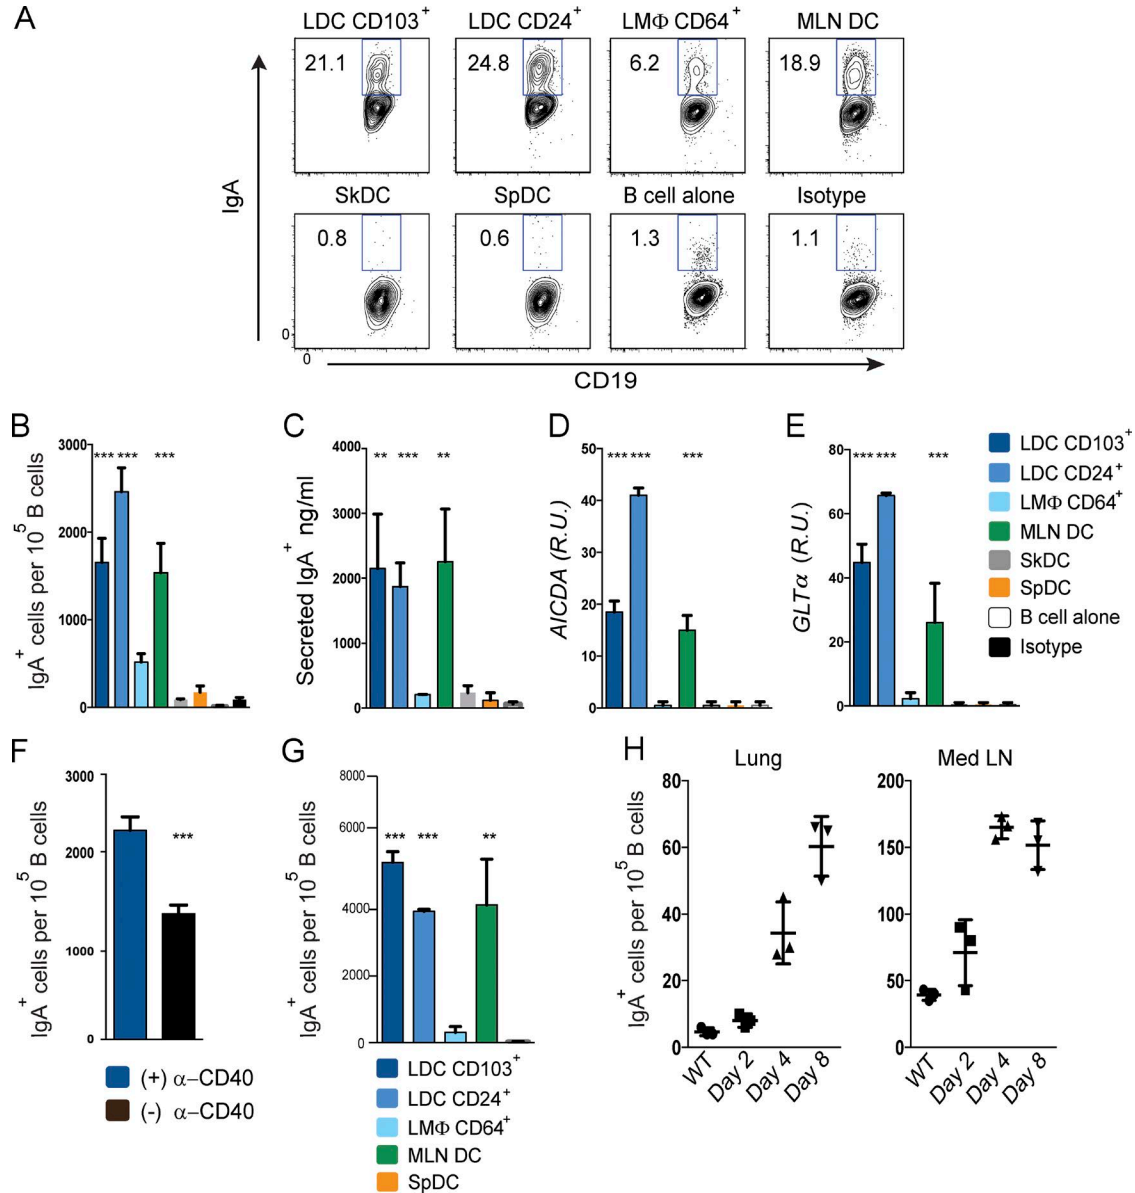 A
LDC CD103+ LDC CD24+ LMΦ CD64+ MLN DC
21.1 24.8 6.2 18.9
SkDC SpDC B cell alone Isotype
0.8 0.6 1.3 1.1
IgA
0
0
CD19
B
IgA+ cells per 10^5 B cells
3000
2000
1000
0
*** *** ***
C
Secreted IgA+ ng/ml
4000
3000
2000
1000
0
** *** **
D
AICDA (R.U.)
50
40
30
20
10
0
*** *** ***
E
GLTα (R.U.)
80
60
40
20
0
*** *** ***
LDC CD103+
LDC CD24+
LMΦ CD64+
MLN DC
SkDC
SpDC
B cell alone
Isotype
F
IgA+ cells per 10^5 B cells
3000
2000
1000
0
***
(+) α–CD40
(-) α–CD40
G
IgA+ cells per 10^5 B cells
8000
6000
4000
2000
0
*** *** **
LDC CD103+
LDC CD24+
LMΦ CD64+
MLN DC
SpDC
H
Lung
IgA+ cells per 10^5 B cells
80
60
40
20
0
WT Day 2 Day 4 Day 8
Med LN
200
150
100
50
0
WT Day 2 Day 4 Day 8